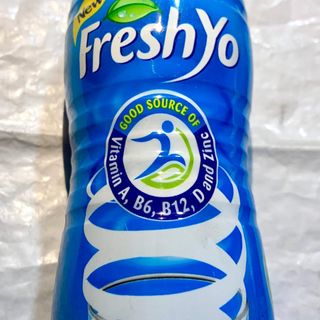 New
FreshYo
GOOD SOURCE OF
Vitamin A, B6, B12, D and Zinc